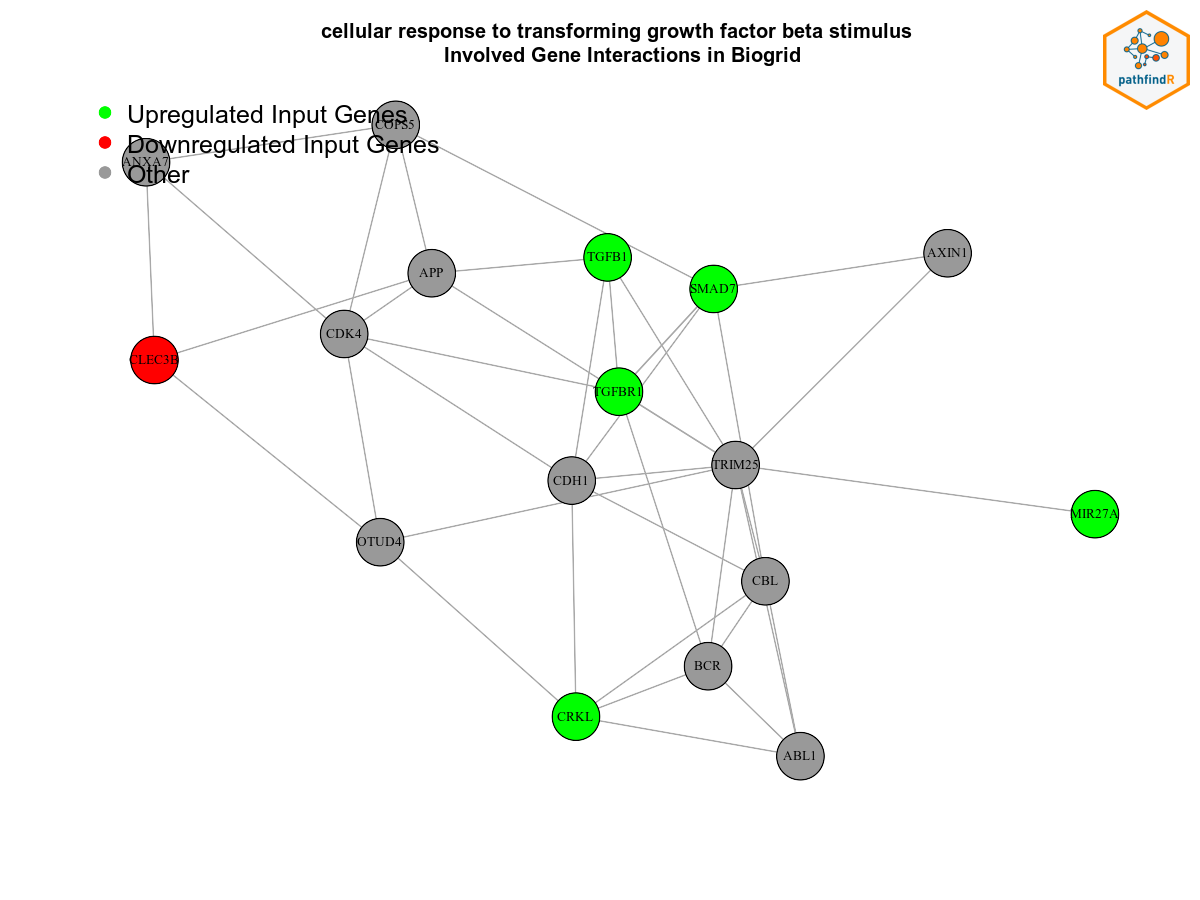 cellular response to transforming growth factor beta stimulus
Involved Gene Interactions in Biogrid
pathfindR
Upregulated Input Genes
COPS5
Downregulated Input Genes
ANXA7
Other
TGFB1
AXIN1
APP
SMAD7
CDK4
CLEC3B
TGFBR1
TRIM25
CDH1
MIR27A
OTUD4
CBL
BCR
CRKL
ABL1